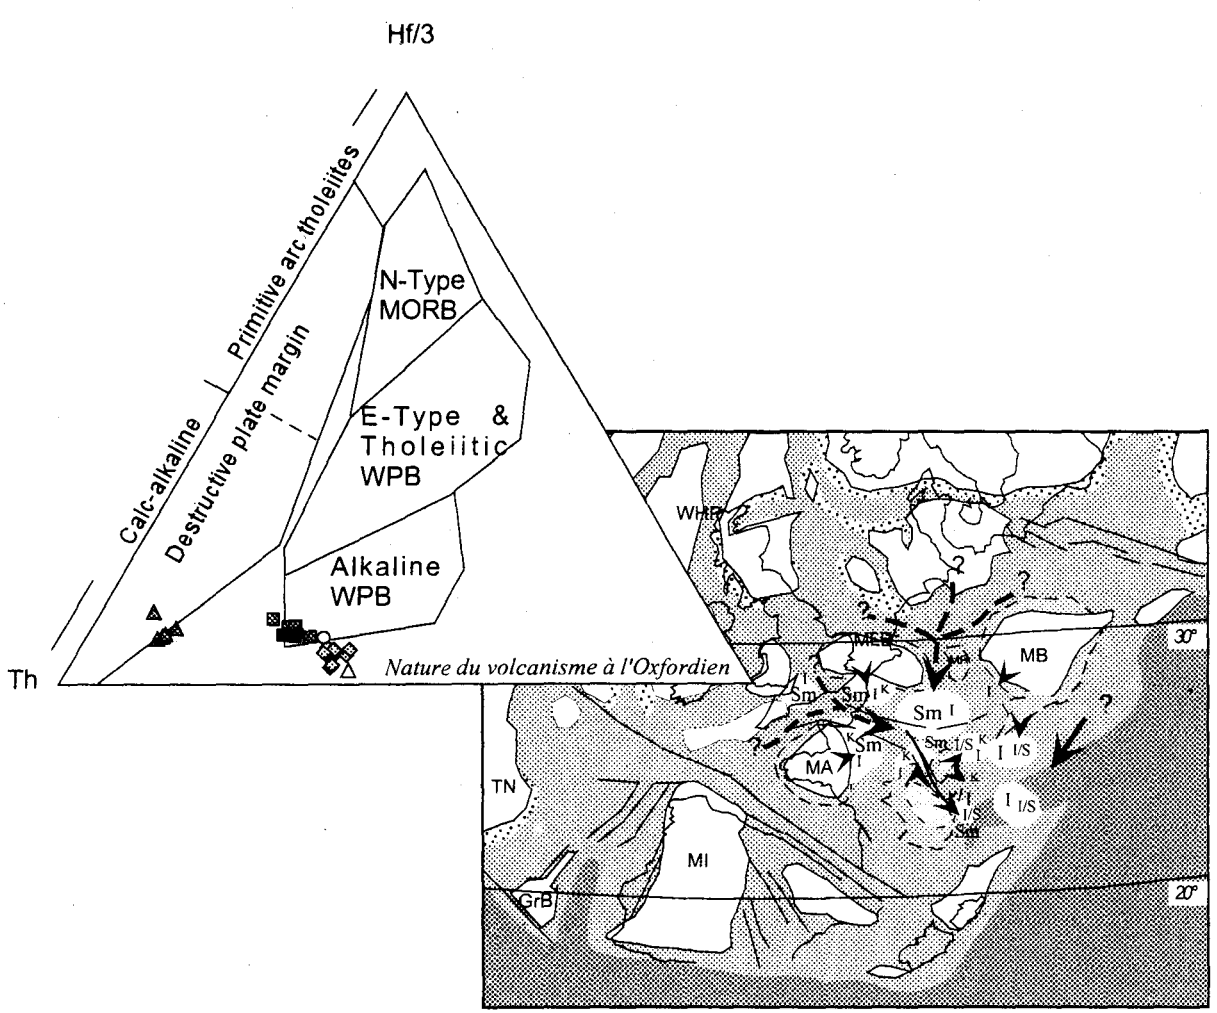 Hf/3
Primitive arc tholeiites
Calc-alkaline
Destructive plate margin
N-Type
MORB
E-Type &
Tholeiitic
WPB
Alkaline
WPB
Th
Nature du volcanisme à l'Oxfordien
?
?
?
30°
MB
I
Sm
Sm I K
I
Sm I
?
?
K
Sm
I
MA
Sm I/S K
I
I I/S
K
I
K
I/S
Sm
I I/S
TN
MI
GrB
20°